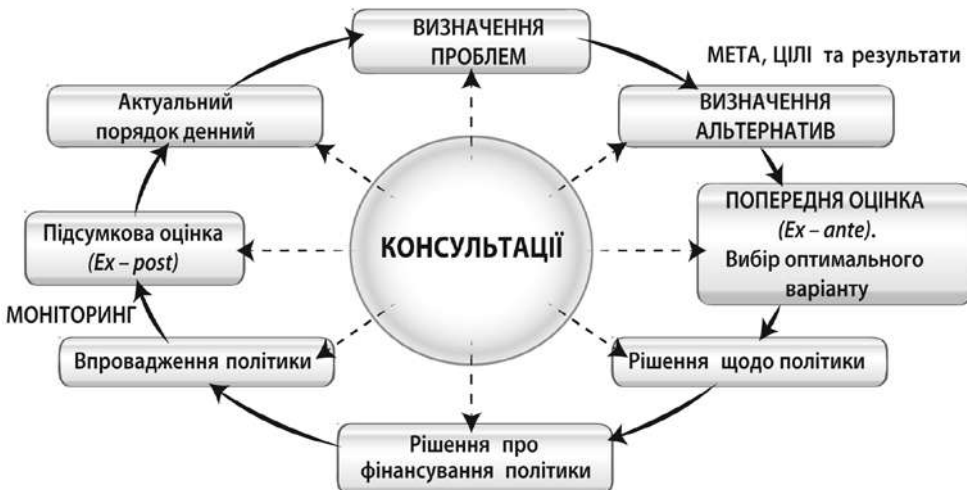 ВИЗНАЧЕННЯ
ПРОБЛЕМ
МЕТА, ЦІЛІ та результати
ВИЗНАЧЕННЯ
АЛЬТЕРНАТИВ
ПОПЕРЕДНЯ ОЦІНКА
(Ex – ante).
Вибір оптимального
варіанту
Рішення щодо політики
Рішення про
фінансування політики
Впровадження політики
МОНІТОРИНГ
Підсумкова оцінка
(Ex – post)
Актуальний
порядок денний
КОНСУЛЬТАЦІЇ